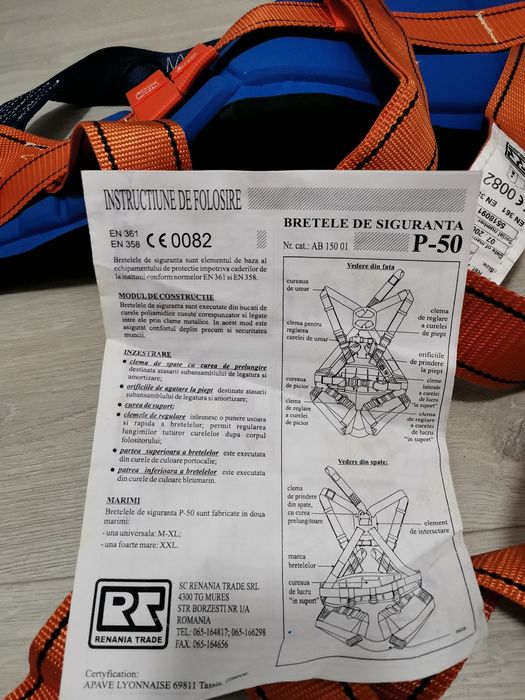 INSTRUCTIUNE DE FOLOSIRE
EN 361
EN 358 CE 0082
Bretelele de siguranta sunt elementul de baza al
echipamentului de protectie impotriva caderilor de
la inaltimi conform normelor EN 361 si EN 358.
MODUL DE CONSTRUCTIE
Bretelele de siguranta sunt executate din bucati de
curele poliamidice cusute corespunzator si legate
intre ele prin clame metalice. In acest mod este
asigurat confortul deplin precum si securitatea
muncii.
INZESTRARE
• clema de spate cu curea de prelungire
destinata atasarii subansamblului de legatura si
amortizare;
• orificiile de agatare la piept destinate atasarii
subansamblului de legatura si amortizare;
• curea de suport;
• clemele de regulare inlesnesc o punere usoara
si rapida a bretelelor; permit regularea
lungimilor tuturor curelelor dupa corpul
folositorului;
• partea superioara a bretelelor este executata
din curele de culoare portocalie;
• patrea inferioara a bretelelor este executata
din curele de culoare bleumarin.
MARIMI
Bretelele de siguranta P-50 sunt fabricate in doua
marimi:
- una universala: M-XL;
- una foarte mare: XXL.
RENANIA TRADE
SC RENANIA TRADE SRL
4300 TG MURES
STR BORZESTI NR 1/A
ROMANIA
TEL: 065-164817; 065-166298
FAX: 065-164656
Certyfication:
APAVE LYONNAISE 69811 Tassin
BRETELE DE SIGURANTA
Nr. cat.: AB 150 01
P-50
Vedere din fata
cureaua
de umar
clema pentru
reglarea
curelei de umar
cureaua
de picior
clema
de reglare
a curelei
de picior
clema
de reglare
a curelei
de piept
orificiile
de prindere
la piept
cleme
laterale
a curelei
de lucru
"in suport"
clema de
reglare
a curelei
de lucru
"in suport"
Vedere din spate:
clema
de prindere
din spate,
cu curea
prelungitoare
marca
bretelelor
cureaua
de lucru
"in suport"
element
de intersctare
0082
EN 361
EN 3